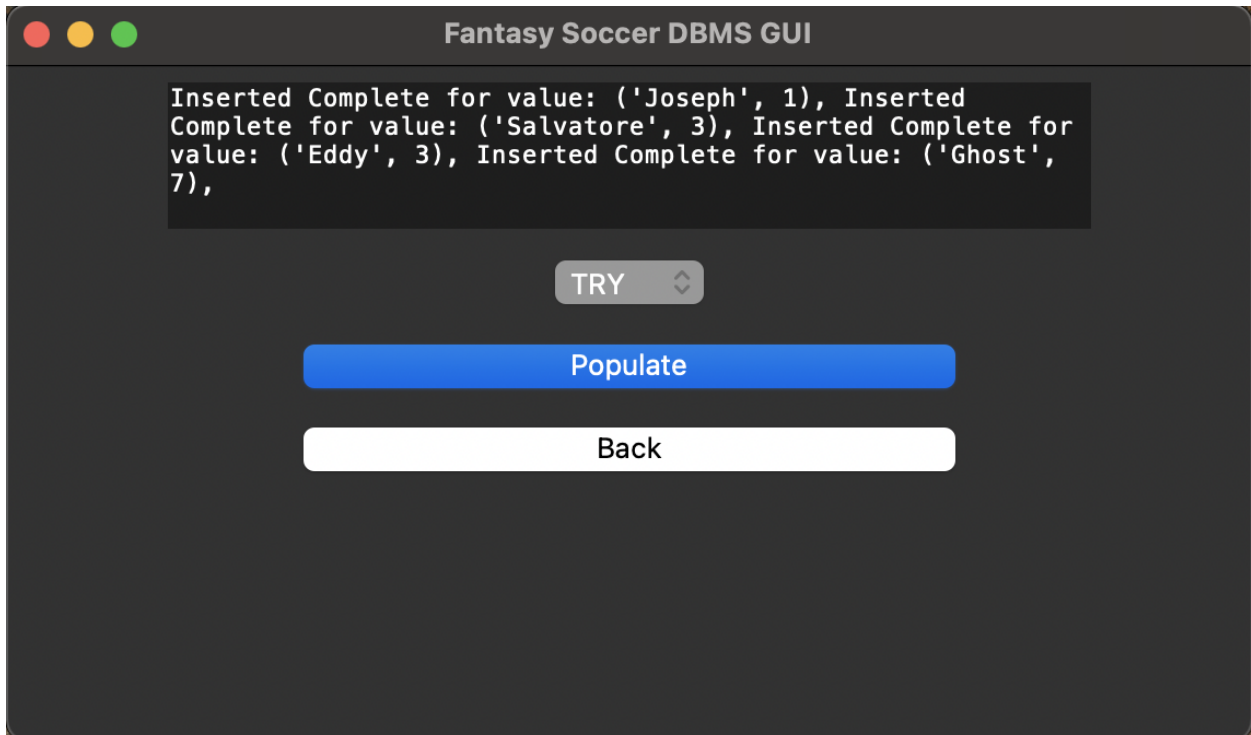 Fantasy Soccer DBMS GUI
Inserted Complete for value: ('Joseph', 1), Inserted
Complete for value: ('Salvatore', 3), Inserted Complete for
value: ('Eddy', 3), Inserted Complete for value: ('Ghost',
7),
TRY
Populate
Back